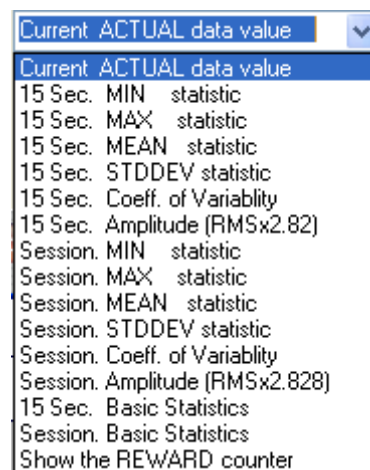 Current ACTUAL data value
Current ACTUAL data value
15 Sec. MIN statistic
15 Sec. MAX statistic
15 Sec. MEAN statistic
15 Sec. STDDEV statistic
15 Sec. Coeff. of Variablity
15 Sec. Amplitude (RMSx2.82)
Session. MIN statistic
Session. MAX statistic
Session. MEAN statistic
Session. STDDEV statistic
Session. Coeff. of Variablity
Session. Amplitude (RMSx2.828)
15 Sec. Basic Statistics
Session. Basic Statistics
Show the REWARD counter